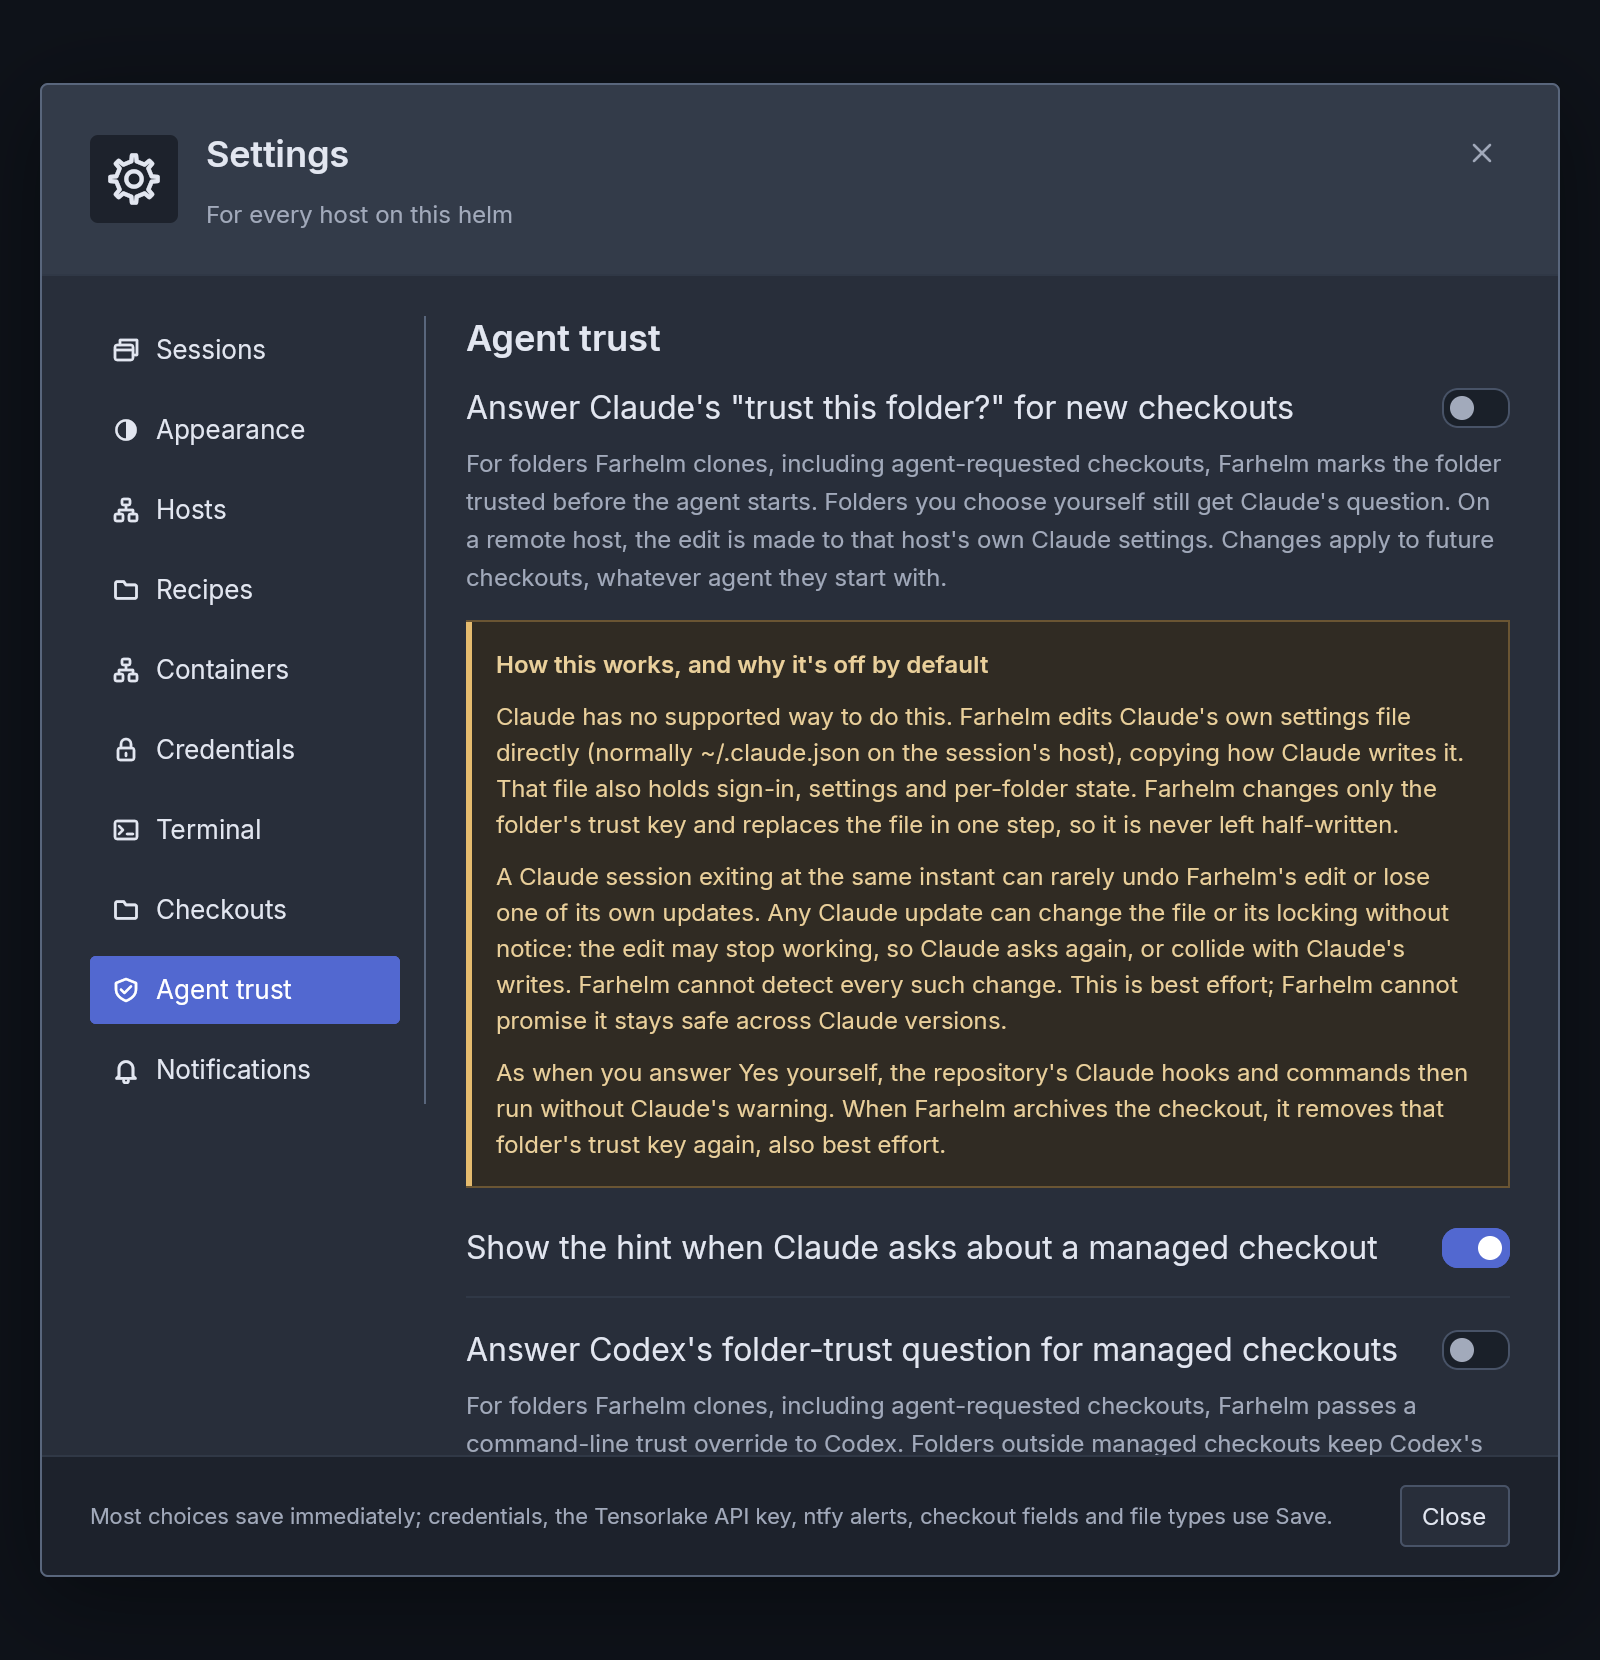 Settings
For every host on this helm
Sessions
Appearance
Hosts
Recipes
Containers
Credentials
Terminal
Checkouts
Agent trust
Notifications
Agent trust
Answer Claude's "trust this folder?" for new checkouts
For folders Farhelm clones, including agent-requested checkouts, Farhelm marks the folder
trusted before the agent starts. Folders you choose yourself still get Claude's question. On
a remote host, the edit is made to that host's own Claude settings. Changes apply to future
checkouts, whatever agent they start with.
How this works, and why it's off by default
Claude has no supported way to do this. Farhelm edits Claude's own settings file
directly (normally ~/.claude.json on the session's host), copying how Claude writes it.
That file also holds sign-in, settings and per-folder state. Farhelm changes only the
folder's trust key and replaces the file in one step, so it is never left half-written.
A Claude session exiting at the same instant can rarely undo Farhelm's edit or lose
one of its own updates. Any Claude update can change the file or its locking without
notice: the edit may stop working, so Claude asks again, or collide with Claude's
writes. Farhelm cannot detect every such change. This is best effort; Farhelm cannot
promise it stays safe across Claude versions.
As when you answer Yes yourself, the repository's Claude hooks and commands then
run without Claude's warning. When Farhelm archives the checkout, it removes that
folder's trust key again, also best effort.
Show the hint when Claude asks about a managed checkout
Answer Codex's folder-trust question for managed checkouts
For folders Farhelm clones, including agent-requested checkouts, Farhelm passes a
command-line trust override to Codex. Folders outside managed checkouts keep Codex's
Most choices save immediately; credentials, the Tensorlake API key, ntfy alerts, checkout fields and file types use Save.
Close